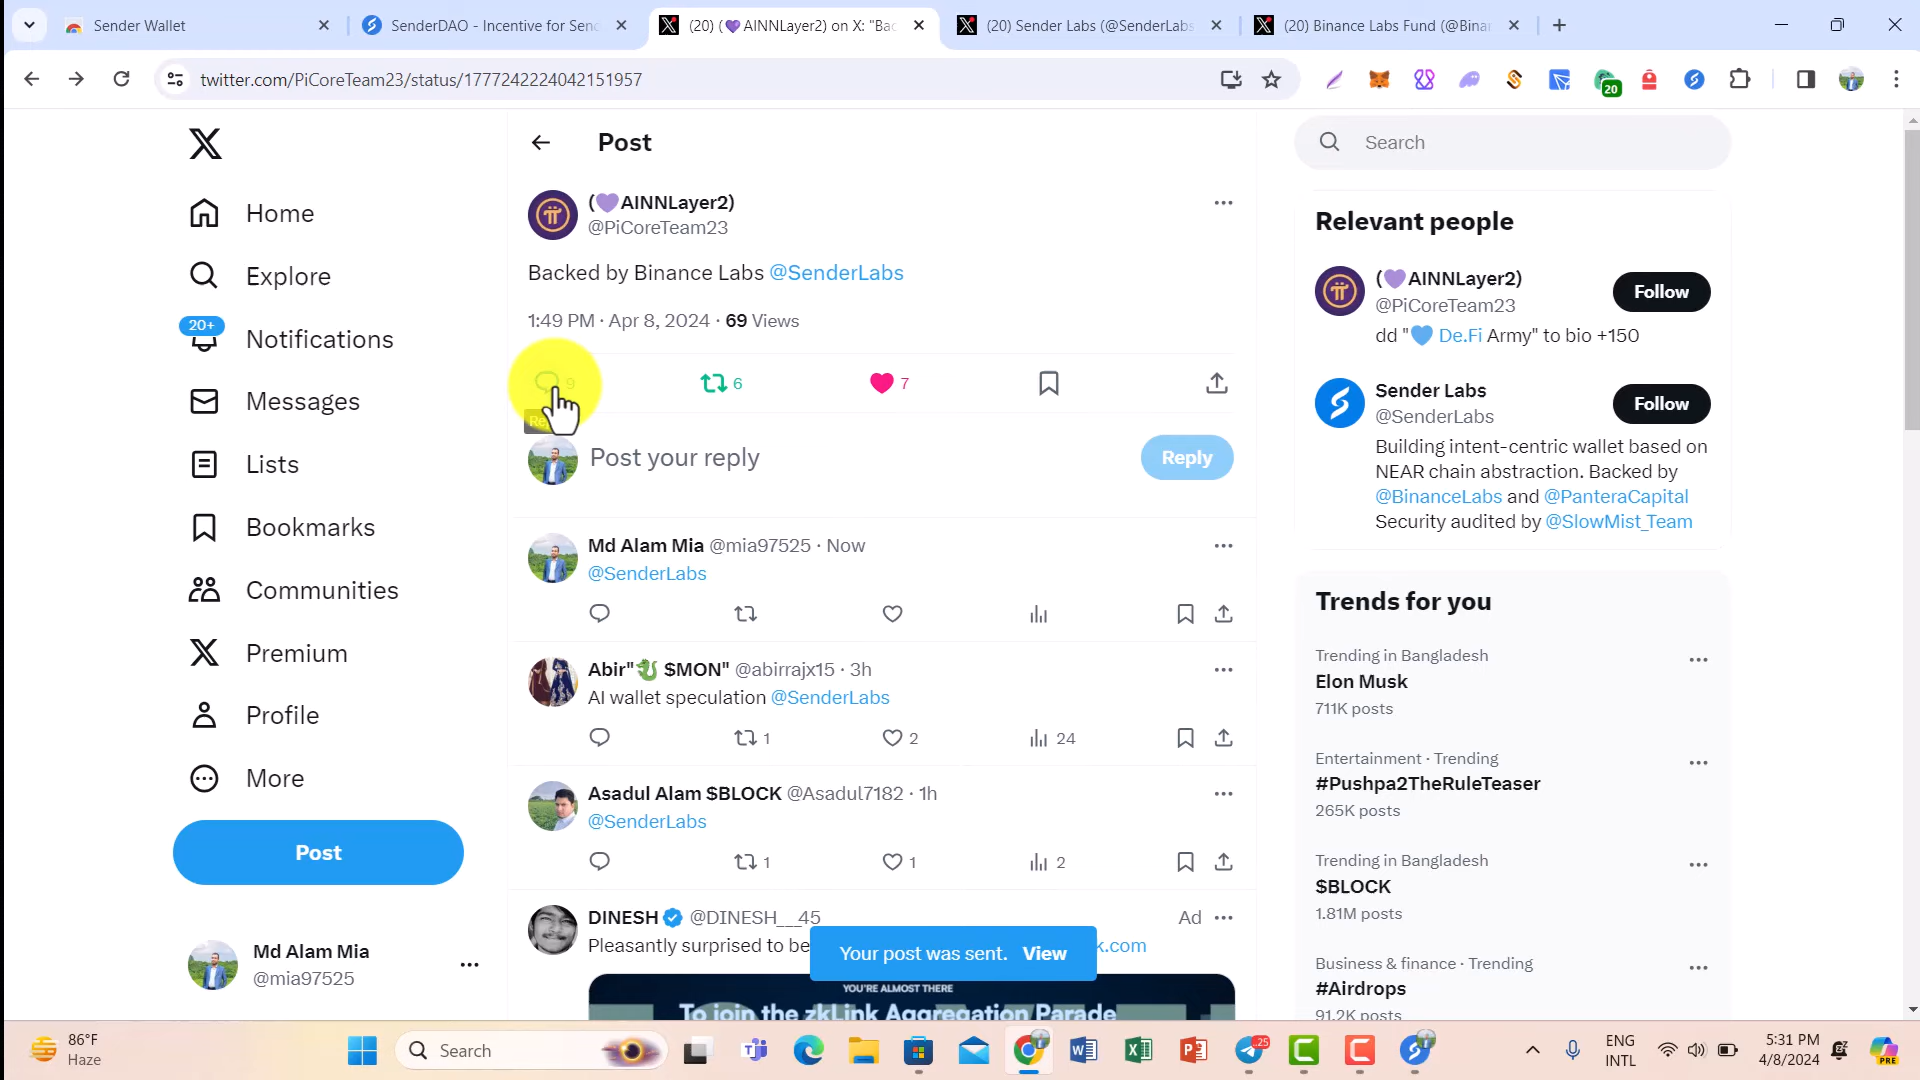 Sender Wallet
SenderDAO - Incentive for Senc
(20) (💜AINNLayer2) on X: "Bac
(20) Sender Labs (@SenderLabs
(20) Binance Labs Fund (@Binan
twitter.com/PiCoreTeam23/status/1777242224042151957
20
Post
Search
Home
Explore
20+
Notifications
Messages
Lists
Bookmarks
Communities
Premium
Profile
More
Post
Md Alam Mia
@mia97525
(💜AINNLayer2)
@PiCoreTeam23
Backed by Binance Labs @SenderLabs
1:49 PM · Apr 8, 2024 · 69 Views
9 6 7
Post your reply
Reply
Md Alam Mia @mia97525 · Now
@SenderLabs
Abir"🐉 $MON" @abirrajx15 · 3h
AI wallet speculation @SenderLabs
1 2 24
Asadul Alam $BLOCK @Asadul7182 · 1h
@SenderLabs
1 1 2
DINESH @DINESH___45 Ad
Pleasantly surprised to be k.com
Your post was sent. View
YOU'RE ALMOST THERE
To join the zkLink Aggregation Parade
Relevant people
(💜AINNLayer2)
@PiCoreTeam23
Follow
dd "💙 De.Fi Army" to bio +150
Sender Labs
@SenderLabs
Follow
Building intent-centric wallet based on
NEAR chain abstraction. Backed by
@BinanceLabs and @PanteraCapital
Security audited by @SlowMist_Team
Trends for you
Trending in Bangladesh
Elon Musk
711K posts
Entertainment · Trending
#Pushpa2TheRuleTeaser
265K posts
Trending in Bangladesh
$BLOCK
1.81M posts
Business & finance · Trending
#Airdrops
91.2K posts
86°F
Haze
Search
25
ENG
INTL
5:31 PM
4/8/2024
PRE